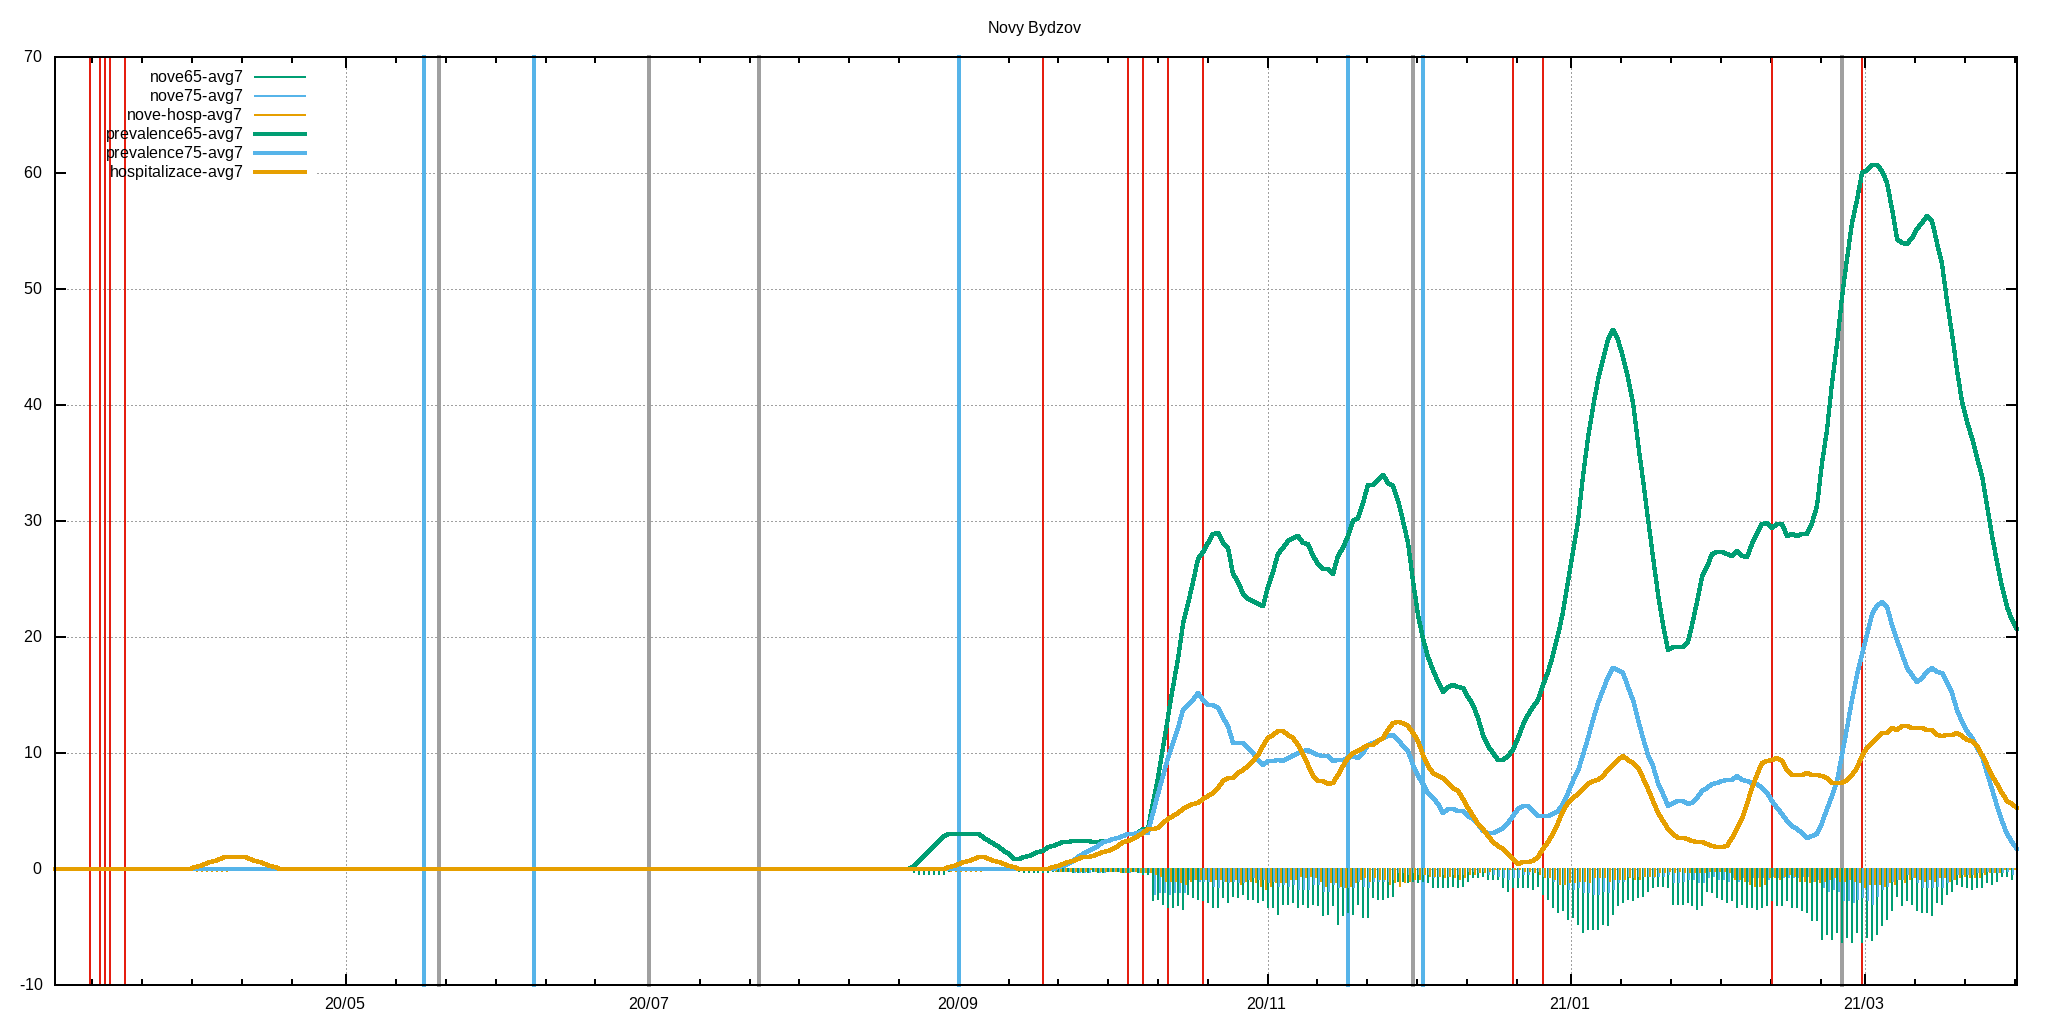 Novy Bydzov
70
60
50
40
30
20
10
0
-10
nove65-avg7
nove75-avg7
nove-hosp-avg7
prevalence65-avg7
prevalence75-avg7
hospitalizace-avg7
20/05 20/07 20/09 20/11 21/01 21/03